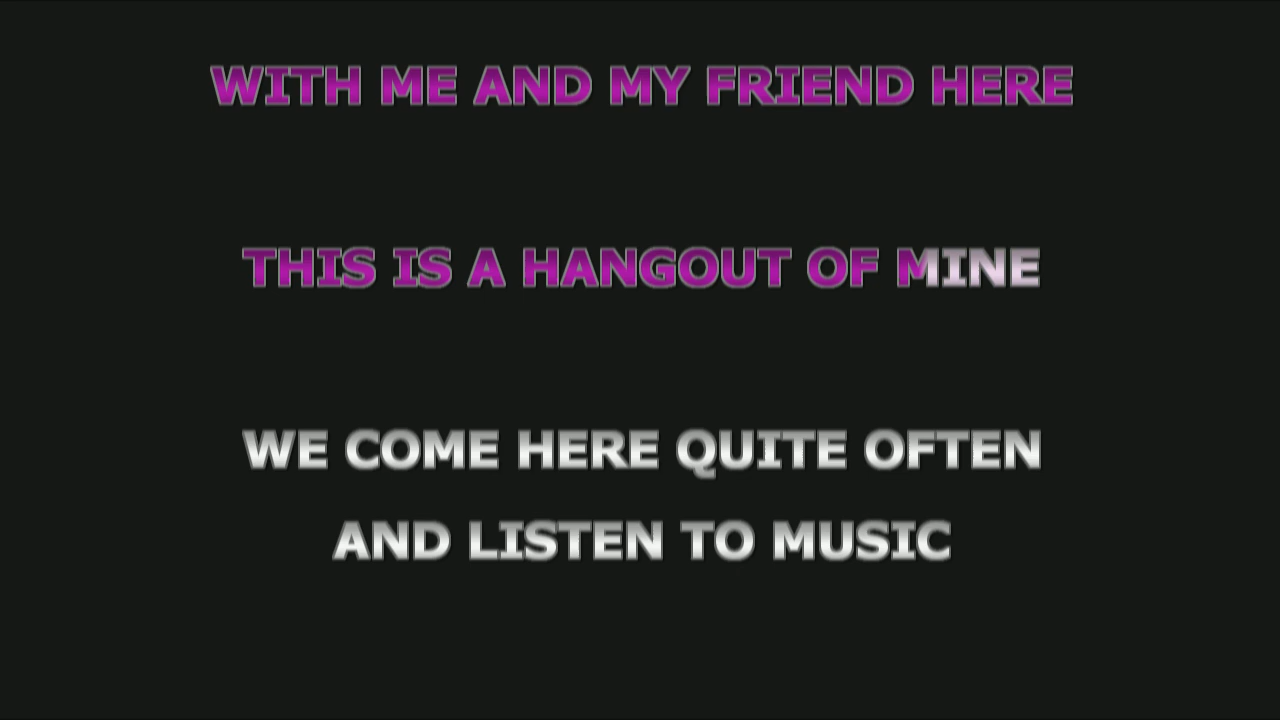 WITH ME AND MY FRIEND HERE
THIS IS A HANGOUT OF MINE
WE COME HERE QUITE OFTEN
AND LISTEN TO MUSIC